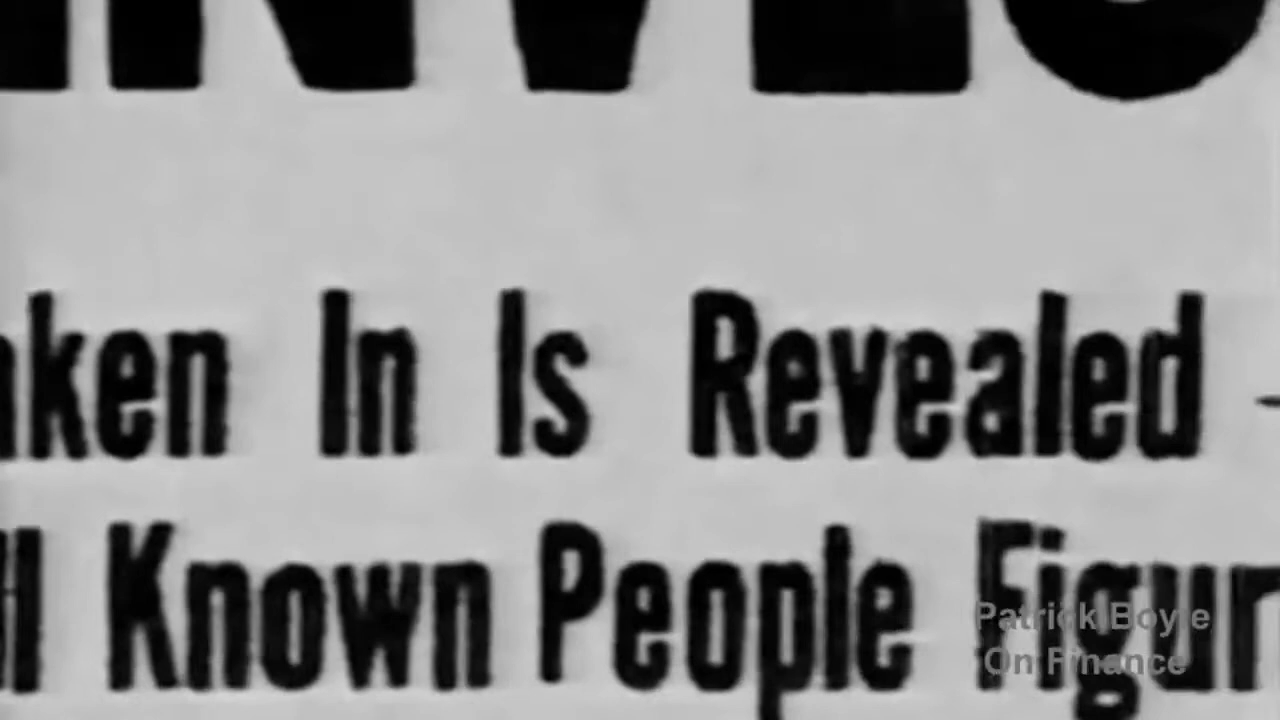 aken In Is Revealed -
ll Known People Figur
Patrick Boyle
On Finance